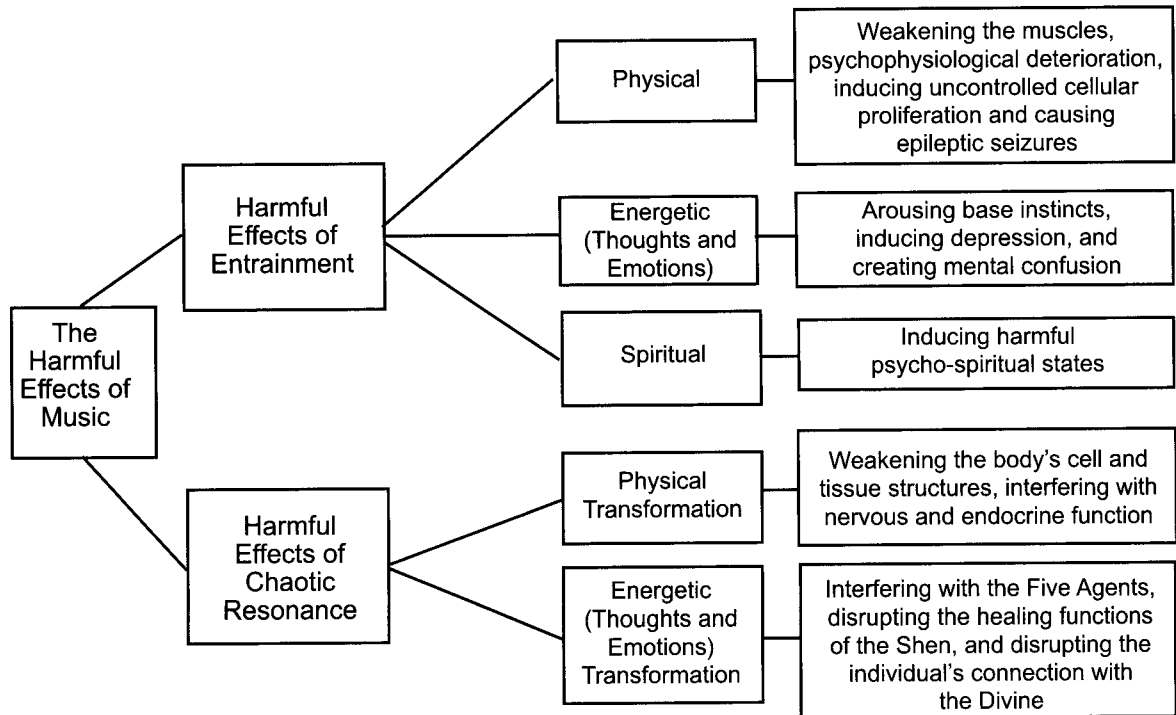 The
Harmful
Effects of
Music
Harmful
Effects of
Entrainment
Physical
Weakening the muscles,
psychophysiological deterioration,
inducing uncontrolled cellular
proliferation and causing
epileptic seizures
Energetic
(Thoughts and
Emotions)
Arousing base instincts,
inducing depression, and
creating mental confusion
Spiritual
Inducing harmful
psycho-spiritual states
Harmful
Effects of
Chaotic
Resonance
Physical
Transformation
Weakening the body's cell and
tissue structures, interfering with
nervous and endocrine function
Energetic
(Thoughts and
Emotions)
Transformation
Interfering with the Five Agents,
disrupting the healing functions
of the Shen, and disrupting the
individual's connection with
the Divine